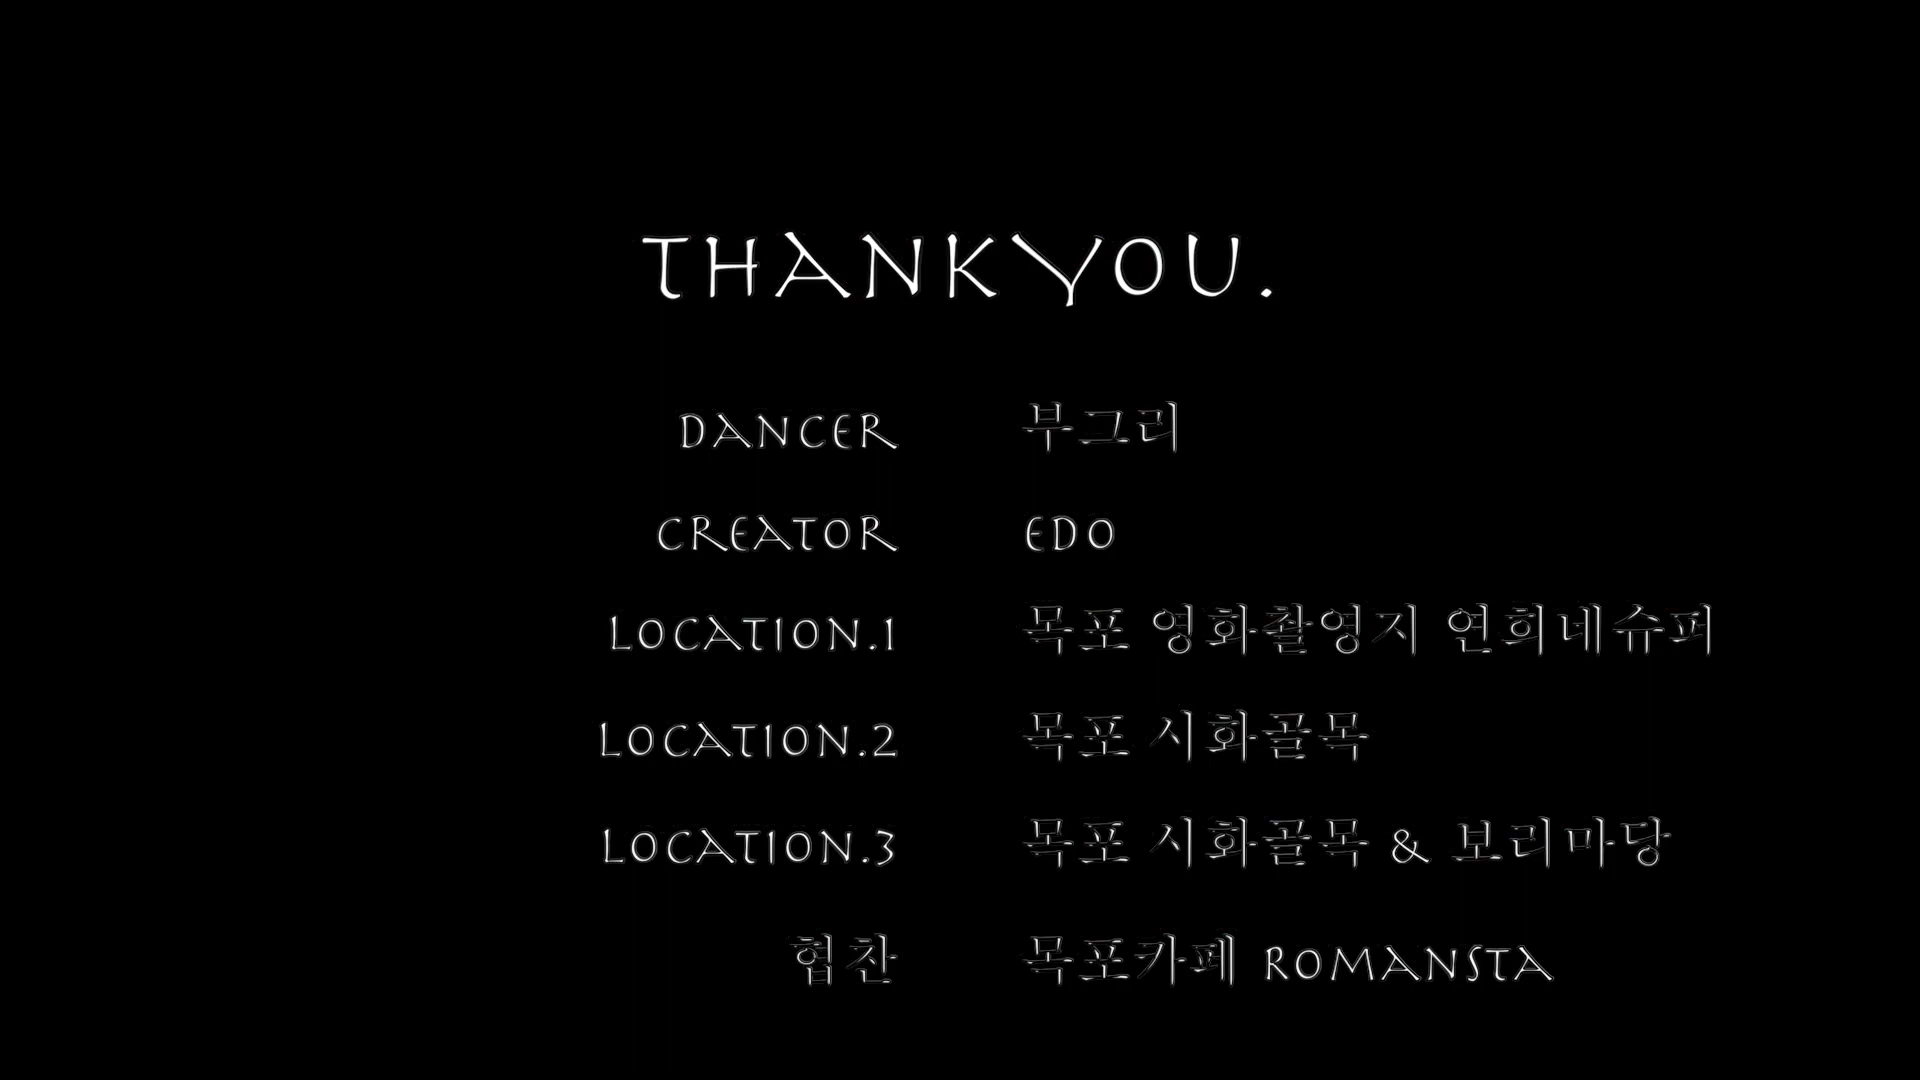 THANKYOU.
DANCER 부그리
CREATOR EDO
LOCATION.1 목포 영화촬영지 연희네슈퍼
LOCATION.2 목포 시화골목
LOCATION.3 목포 시화골목 & 보리마당
협찬 목포카페 ROMANSTA